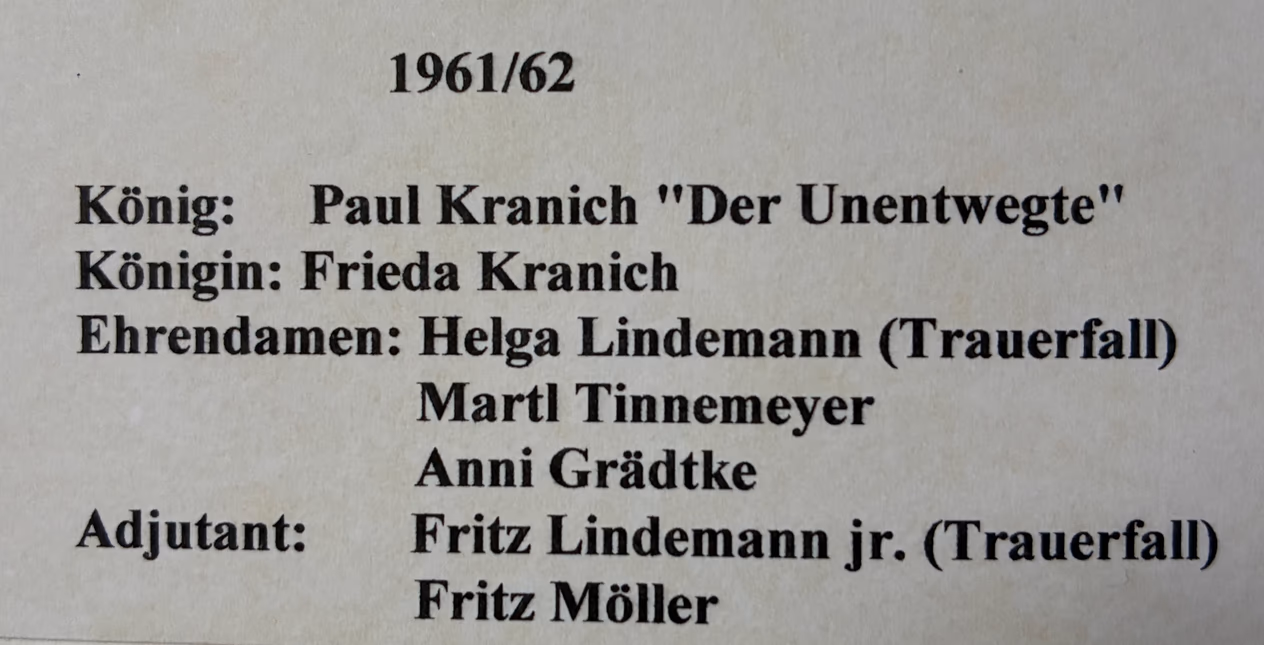 1961/62
König: Paul Kranich "Der Unentwegte"
Königin: Frieda Kranich
Ehrendamen: Helga Lindemann (Trauerfall)
Martl Tinnemeyer
Anni Grädtke
Adjutant: Fritz Lindemann jr. (Trauerfall)
Fritz Möller